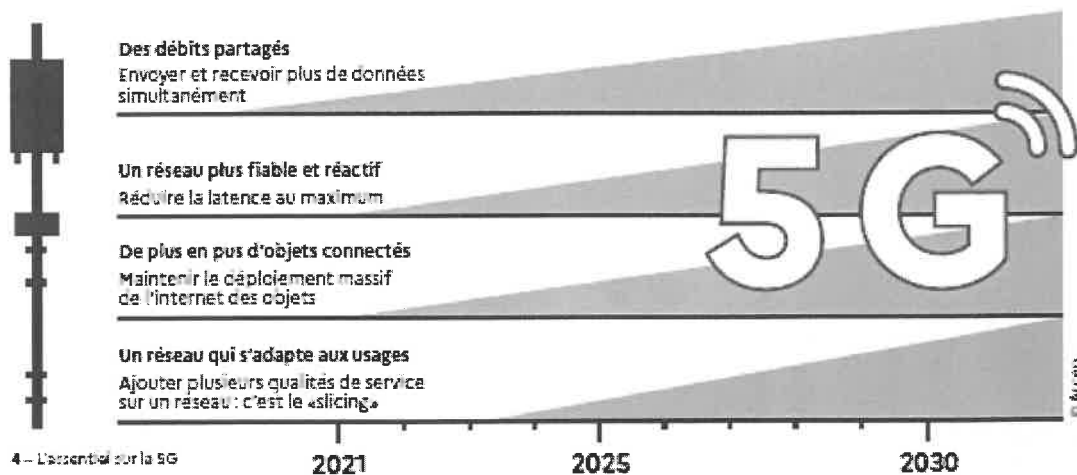 Des débits partagés
Envoyer et recevoir plus de données
simultanément
Un réseau plus fiable et réactif
Réduire la latence au maximum
De plus en pus d'objets connectés
Maintenir le déploiement massif
de l'internet des objets
Un réseau qui s'adapte aux usages
Ajouter plusieurs qualités de service
sur un réseau : c'est le «slicing»
5G
2021
2025
2030
4 – L'essentiel sur la 5G